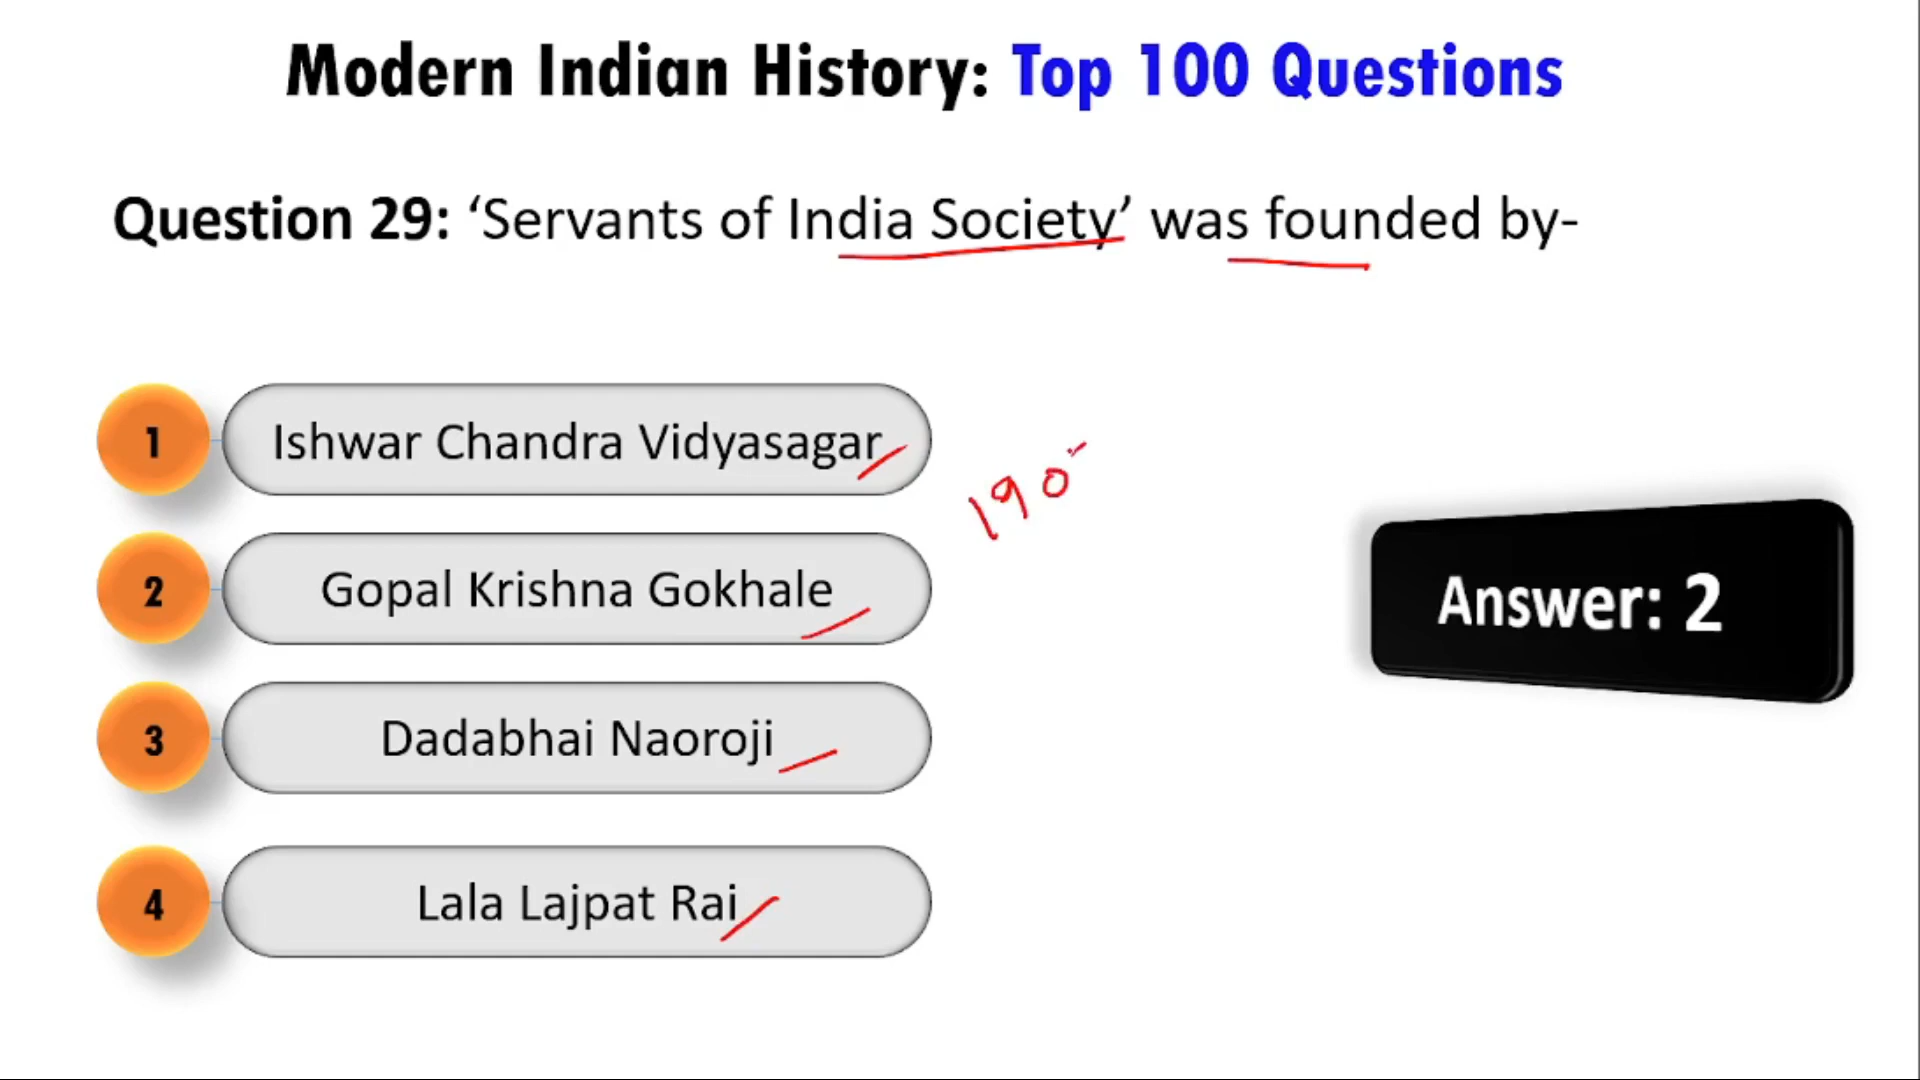 Modern Indian History: Top 100 Questions
Question 29: ‘Servants of India Society’ was founded by-
1 Ishwar Chandra Vidyasagar
190
2 Gopal Krishna Gokhale
Answer: 2
3 Dadabhai Naoroji
4 Lala Lajpat Rai